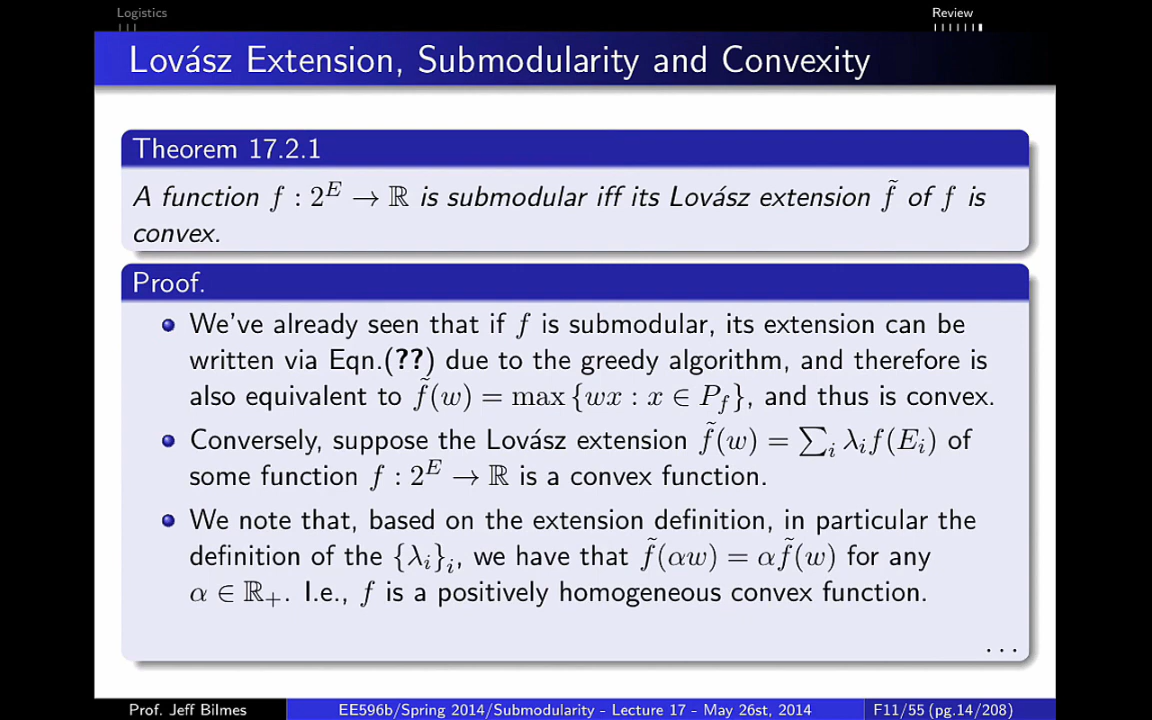 Logistics
Review
Lovász Extension, Submodularity and Convexity
Theorem 17.2.1
A function f : 2^E → ℝ is submodular iff its Lovász extension f̃ of f is
convex.
Proof.
We've already seen that if f is submodular, its extension can be
written via Eqn.(??) due to the greedy algorithm, and therefore is
also equivalent to f̃(w) = max {wx : x ∈ P_f}, and thus is convex.
Conversely, suppose the Lovász extension f̃(w) = ∑_i λ_i f(E_i) of
some function f : 2^E → ℝ is a convex function.
We note that, based on the extension definition, in particular the
definition of the {λ_i}_i, we have that f̃(αw) = αf̃(w) for any
α ∈ ℝ_+. I.e., f is a positively homogeneous convex function.
...
Prof. Jeff Bilmes
EE596b/Spring 2014/Submodularity - Lecture 17 - May 26st, 2014
F11/55 (pg.14/208)